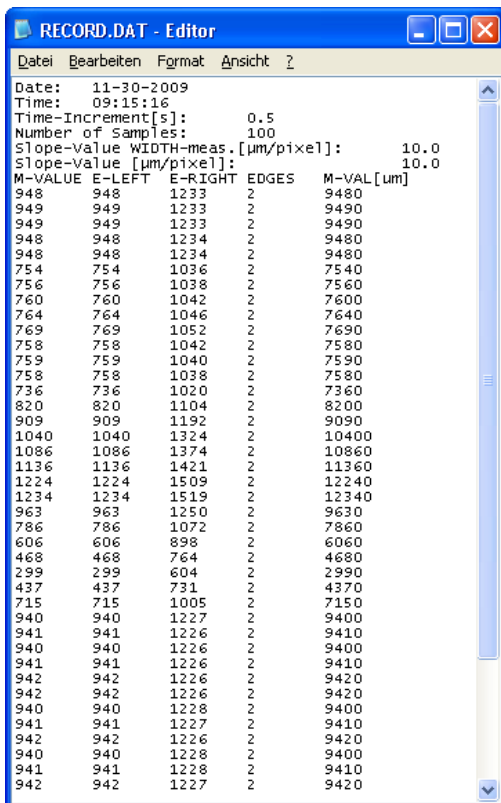 RECORD.DAT - Editor
Datei Bearbeiten Format Ansicht ?
Date: 11-30-2009
Time: 09:15:16
Time-Increment[s]: 0.5
Number of Samples: 100
Slope-Value WIDTH-meas.[µm/pixel]: 10.0
Slope-Value [µm/pixel]: 10.0
M-VALUE E-LEFT E-RIGHT EDGES M-VAL[um]
948 948 1233 2 9480
949 949 1233 2 9490
949 949 1233 2 9490
948 948 1234 2 9480
948 948 1234 2 9480
754 754 1036 2 7540
756 756 1038 2 7560
760 760 1042 2 7600
764 764 1046 2 7640
769 769 1052 2 7690
758 758 1042 2 7580
759 759 1040 2 7590
758 758 1038 2 7580
736 736 1020 2 7360
820 820 1104 2 8200
909 909 1192 2 9090
1040 1040 1324 2 10400
1086 1086 1374 2 10860
1136 1136 1421 2 11360
1224 1224 1509 2 12240
1234 1234 1519 2 12340
963 963 1250 2 9630
786 786 1072 2 7860
606 606 898 2 6060
468 468 764 2 4680
299 299 604 2 2990
437 437 731 2 4370
715 715 1005 2 7150
940 940 1227 2 9400
941 941 1226 2 9410
940 940 1226 2 9400
941 941 1226 2 9410
942 942 1226 2 9420
942 942 1226 2 9420
940 940 1228 2 9400
941 941 1227 2 9410
942 942 1226 2 9420
940 940 1228 2 9400
941 941 1228 2 9410
942 942 1227 2 9420